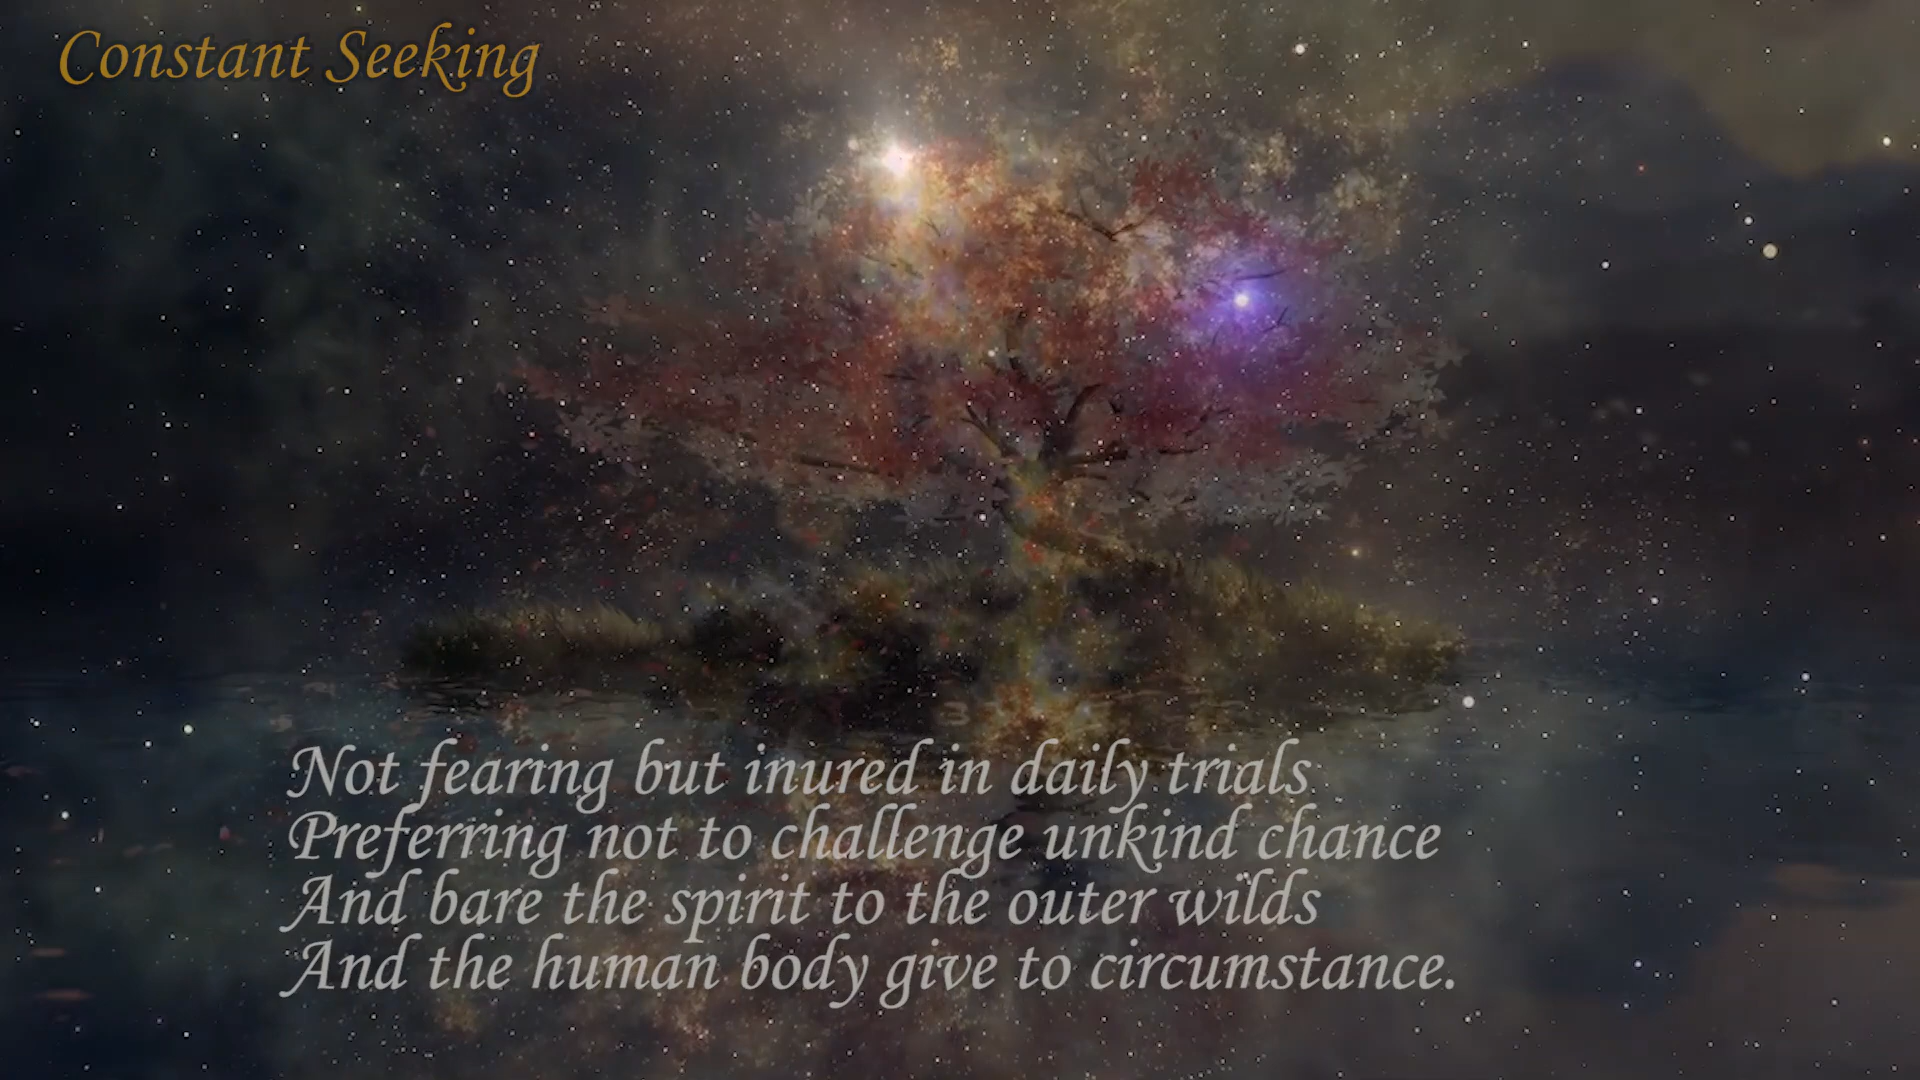 Constant Seeking
Not fearing but inured in daily trials
Preferring not to challenge unkind chance
And bare the spirit to the outer wilds
And the human body give to circumstance.